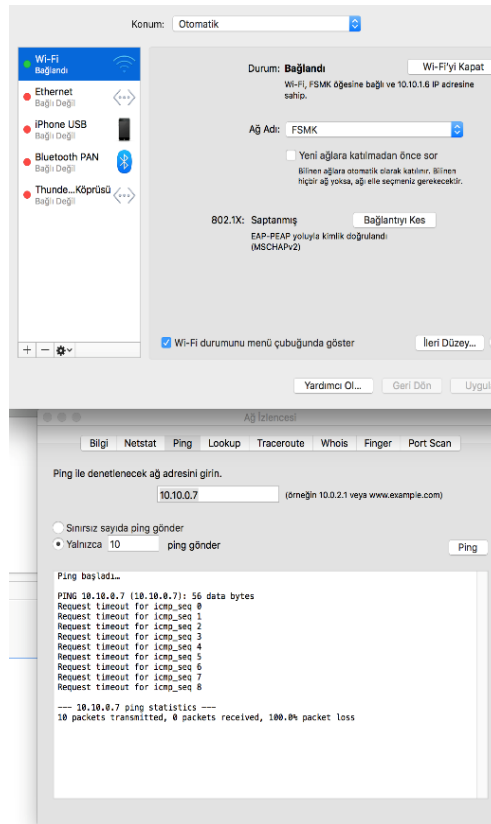 Konum: Otomatik
Wi-Fi
Bağlandı
Ethernet
Bağlı Değil
iPhone USB
Bağlı Değil
Bluetooth PAN
Bağlı Değil
Thunde...Köprüsü
Bağlı Değil
Durum: Bağlandı
Wi-Fi'yi Kapat
Wi-Fi, FSMK öğesine bağlı ve 10.10.1.6 IP adresine
sahip.
Ağ Adı: FSMK
Yeni ağlara katılmadan önce sor
Bilinen ağlara otomatik olarak katılınır. Bilinen
hiçbir ağ yoksa, ağı elle seçmeniz gerekecektir.
802.1X: Saptanmış
Bağlantıyı Kes
EAP-PEAP yoluyla kimlik doğrulandı
(MSCHAPv2)
Wi-Fi durumunu menü çubuğunda göster
İleri Düzey...
Yardımcı Ol...
Geri Dön
Uygula
Ağ İzlencesi
Bilgi Netstat Ping Lookup Traceroute Whois Finger Port Scan
Ping ile denetlenecek ağ adresini girin.
10.10.0.7 (örneğin 10.0.2.1 veya www.example.com)
Sınırsız sayıda ping gönder
Yalnızca 10 ping gönder
Ping
Ping başladı…
PING 10.10.0.7 (10.10.0.7): 56 data bytes
Request timeout for icmp_seq 0
Request timeout for icmp_seq 1
Request timeout for icmp_seq 2
Request timeout for icmp_seq 3
Request timeout for icmp_seq 4
Request timeout for icmp_seq 5
Request timeout for icmp_seq 6
Request timeout for icmp_seq 7
Request timeout for icmp_seq 8
--- 10.10.0.7 ping statistics ---
10 packets transmitted, 0 packets received, 100.0% packet loss